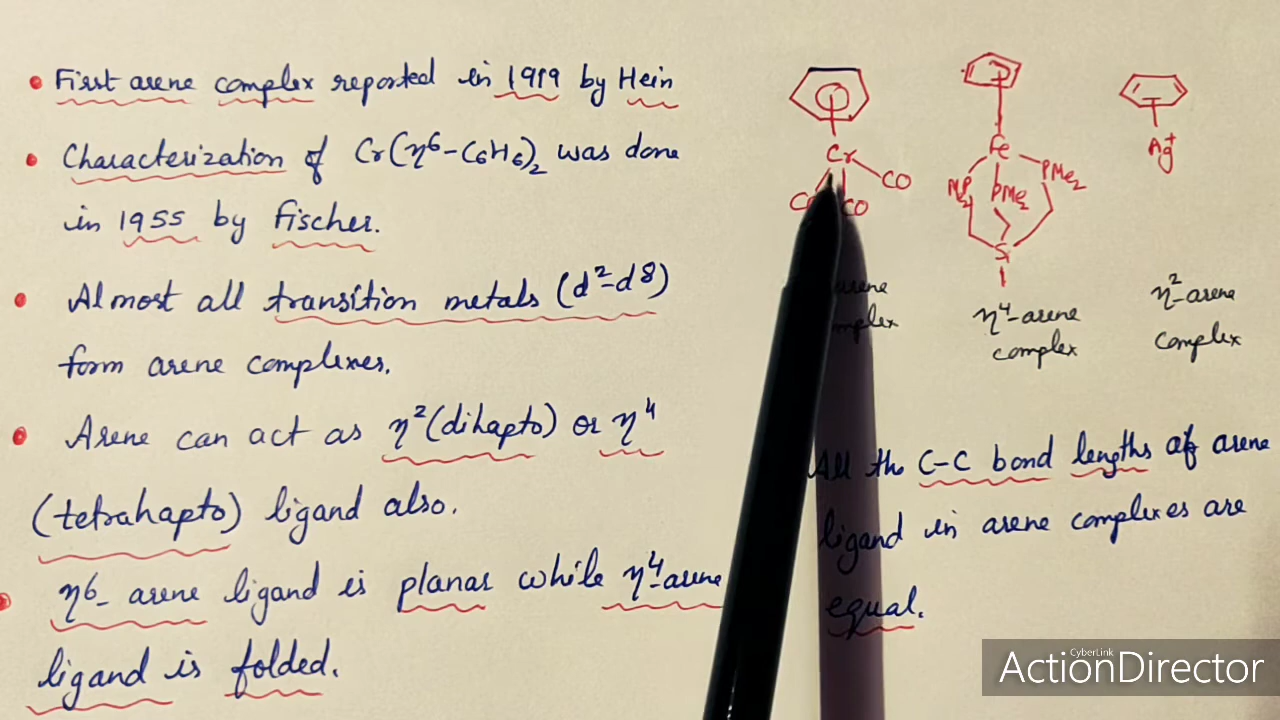 First arene complex reported in 1919 by Hein
Characterization of Cr(η⁶-C₆H₆)₂ was done
in 1955 by Fischer.
Almost all transition metals (d²-d⁸)
form arene complexes.
Arene can act as η²(dihapto) or η⁴
(tetrahapto) ligand also.
η⁶- arene ligand is planar while η⁴-arene
ligand is folded.
Cr
CO
CO
Fe
PMe₂
PMe₂
Si
Ag⁺
η⁴-arene
complex
η²-arene
complex
All the C-C bond lengths of arene
ligand in arene complexes are
equal.
CyberLink
ActionDirector